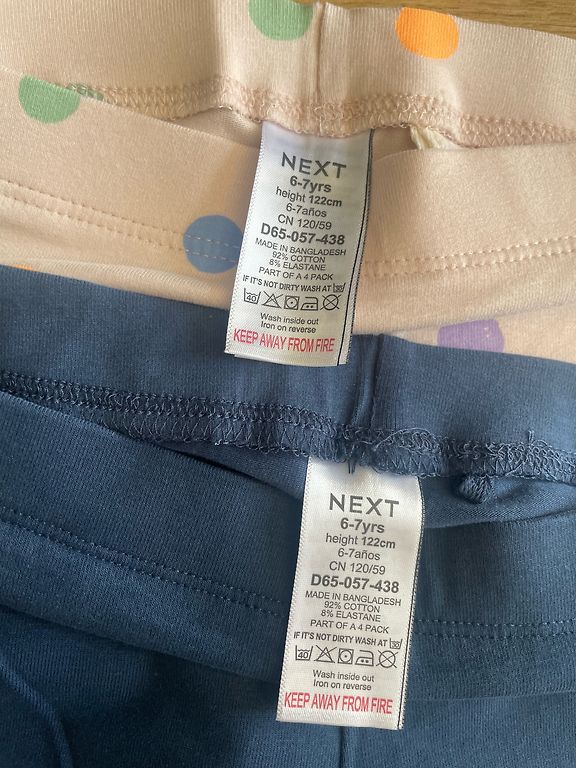 NEXT
6-7yrs
height 122cm
6-7años
CN 120/59
D65-057-438
MADE IN BANGLADESH
92% COTTON
8% ELASTANE
PART OF A 4 PACK
IF IT'S NOT DIRTY WASH AT 30
40
Wash inside out
Iron on reverse
KEEP AWAY FROM FIRE
NEXT
6-7yrs
height 122cm
6-7años
CN 120/59
D65-057-438
MADE IN BANGLADESH
92% COTTON
8% ELASTANE
PART OF A 4 PACK
IF IT'S NOT DIRTY WASH AT 30
40
Wash inside out
Iron on reverse
KEEP AWAY FROM FIRE